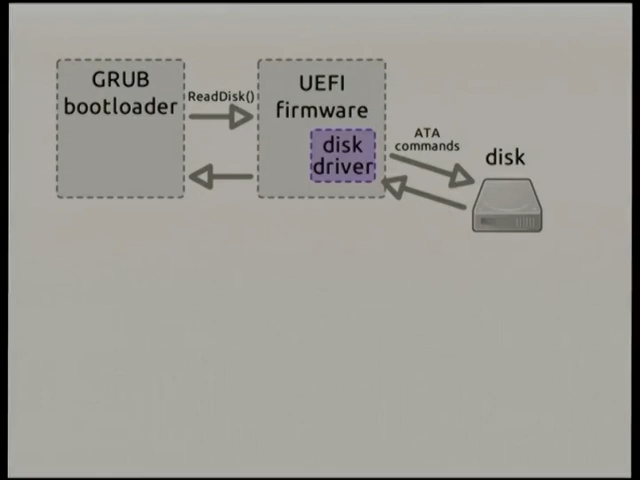 GRUB
bootloader
ReadDisk()
UEFI
firmware
disk
driver
ATA
commands
disk